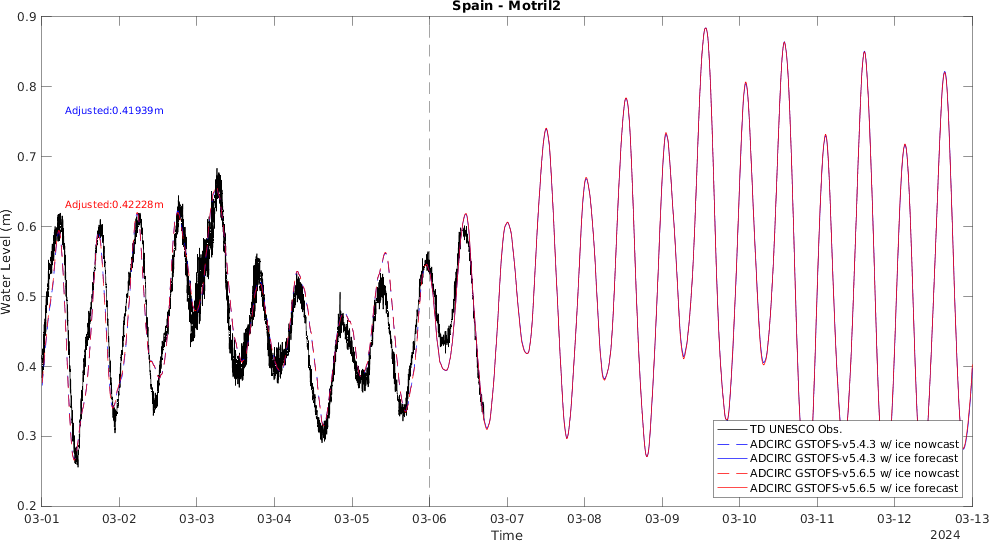 Spain - Motril2
Water Level (m)
0.9
0.8
0.7
0.6
0.5
0.4
0.3
0.2
Adjusted:0.41939m
Adjusted:0.42228m
TD UNESCO Obs.
ADCIRC GSTOFS-v5.4.3 w/ ice nowcast
ADCIRC GSTOFS-v5.4.3 w/ ice forecast
ADCIRC GSTOFS-v5.6.5 w/ ice nowcast
ADCIRC GSTOFS-v5.6.5 w/ ice forecast
03-01 03-02 03-03 03-04 03-05 03-06 03-07 03-08 03-09 03-10 03-11 03-12 03-13
Time
2024